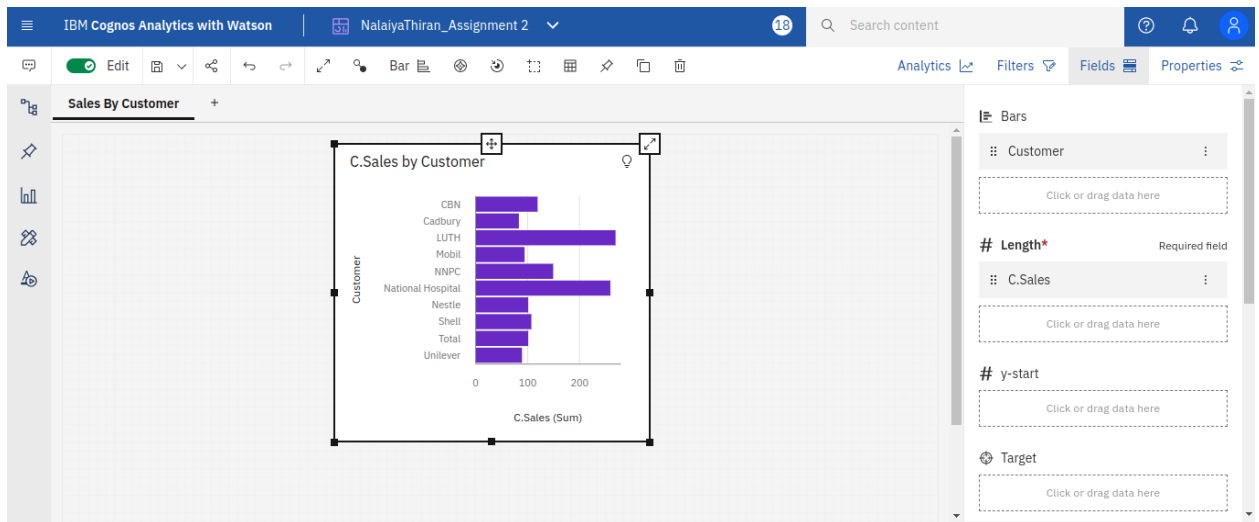 IBM Cognos Analytics with Watson
NalaiyaThiran_Assignment 2
18
Search content
Edit
Bar
Analytics
Filters
Fields
Properties
Sales By Customer
+
C.Sales by Customer
Customer
CBN
Cadbury
LUTH
Mobil
NNPC
National Hospital
Nestle
Shell
Total
Unilever
0 100 200
C.Sales (Sum)
Bars
Customer
Click or drag data here
# Length* Required field
C.Sales
Click or drag data here
# y-start
Click or drag data here
Target
Click or drag data here